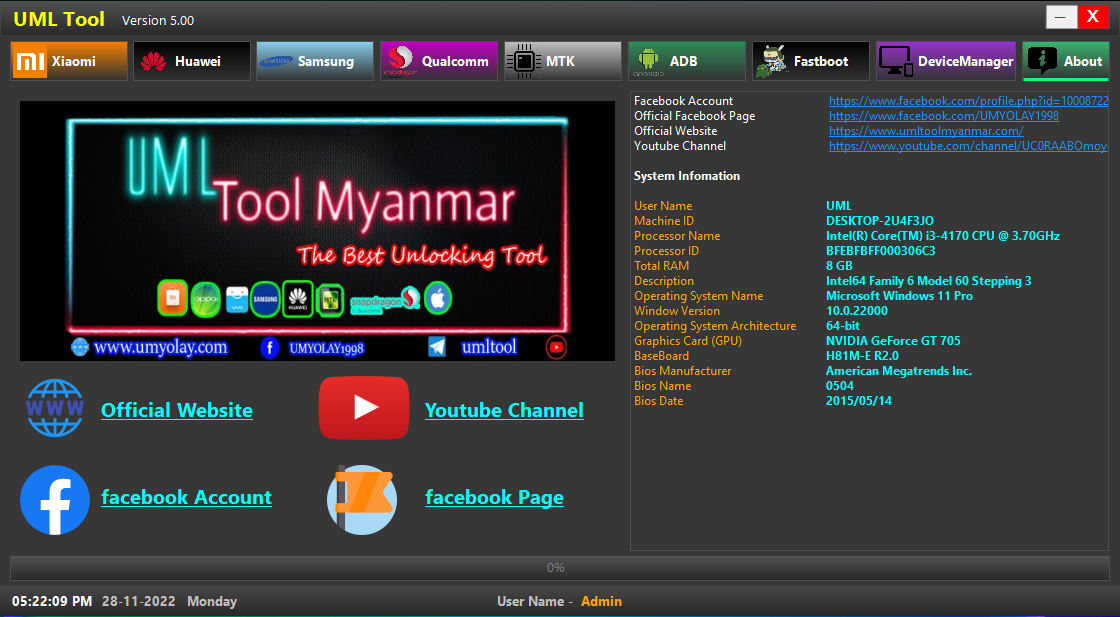 UML Tool Version 5.00
Xiaomi Huawei Samsung Qualcomm MTK ADB Fastboot DeviceManager About
UML
Tool Myanmar
The Best Unlocking Tool
oppo vivo SAMSUNG HUAWEI MTK snapdragon
www.umyolay.com UMYOLAY1998 umltool
Official Website Youtube Channel
facebook Account facebook Page
Facebook Account https://www.facebook.com/profile.php?id=10008722
Official Facebook Page https://www.facebook.com/UMYOLAY1998
Official Website https://www.umltoolmyanmar.com/
Youtube Channel https://www.youtube.com/channel/UC0RAABOmoy
System Infomation
User Name UML
Machine ID DESKTOP-2U4F3JO
Processor Name Intel(R) Core(TM) i3-4170 CPU @ 3.70GHz
Processor ID BFEBFBFF000306C3
Total RAM 8 GB
Description Intel64 Family 6 Model 60 Stepping 3
Operating System Name Microsoft Windows 11 Pro
Window Version 10.0.22000
Operating System Architecture 64-bit
Graphics Card (GPU) NVIDIA GeForce GT 705
BaseBoard H81M-E R2.0
Bios Manufacturer American Megatrends Inc.
Bios Name 0504
Bios Date 2015/05/14
0%
05:22:09 PM 28-11-2022 Monday User Name - Admin